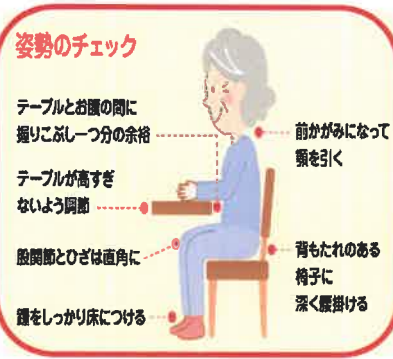 姿勢のチェック
テーブルとお腹の間に
握りこぶし一つ分の余裕
テーブルが高すぎ
ないよう調節
股関節とひざは直角に
踵をしっかり床につける
前かがみになって
顎を引く
背もたれのある
椅子に
深く腰掛ける